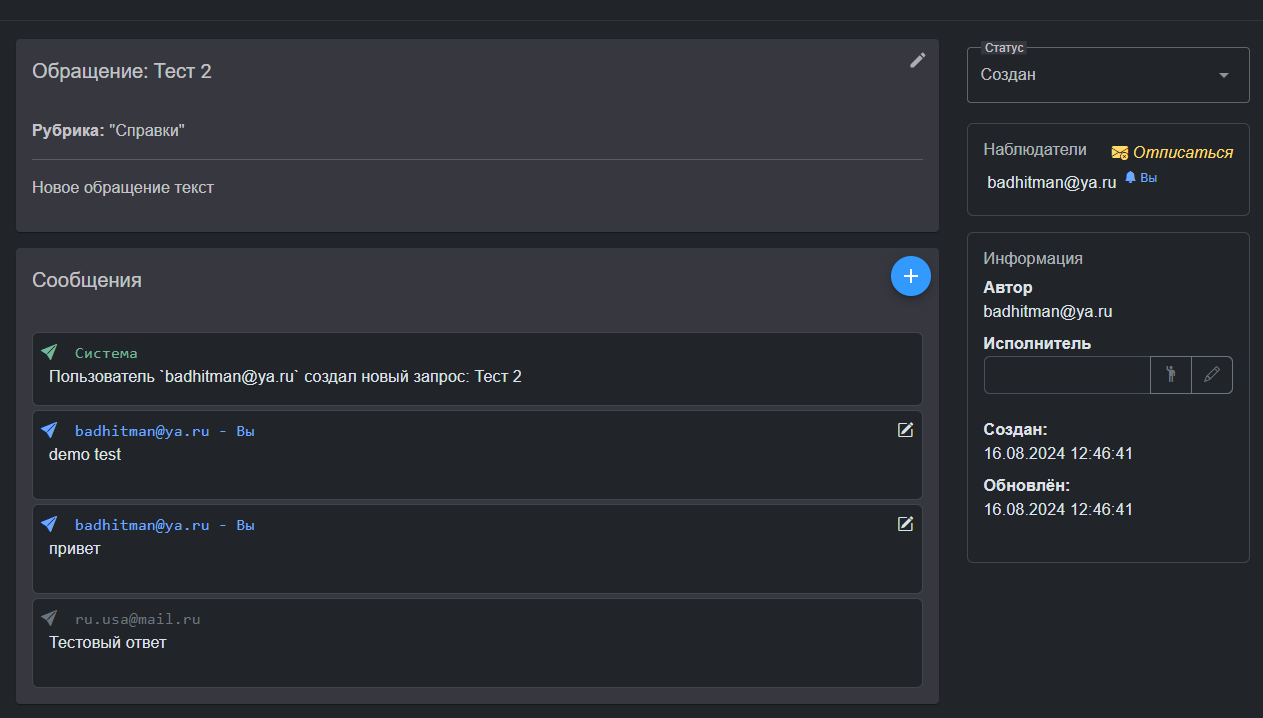 Обращение: Тест 2
Рубрика: "Справки"
Новое обращение текст
Сообщения
Система
Пользователь `badhitman@ya.ru` создал новый запрос: Тест 2
badhitman@ya.ru - Вы
demo test
badhitman@ya.ru - Вы
привет
ru.usa@mail.ru
Тестовый ответ
Статус
Создан
Наблюдатели Отписаться
badhitman@ya.ru Вы
Информация
Автор
badhitman@ya.ru
Исполнитель
Создан:
16.08.2024 12:46:41
Обновлён:
16.08.2024 12:46:41